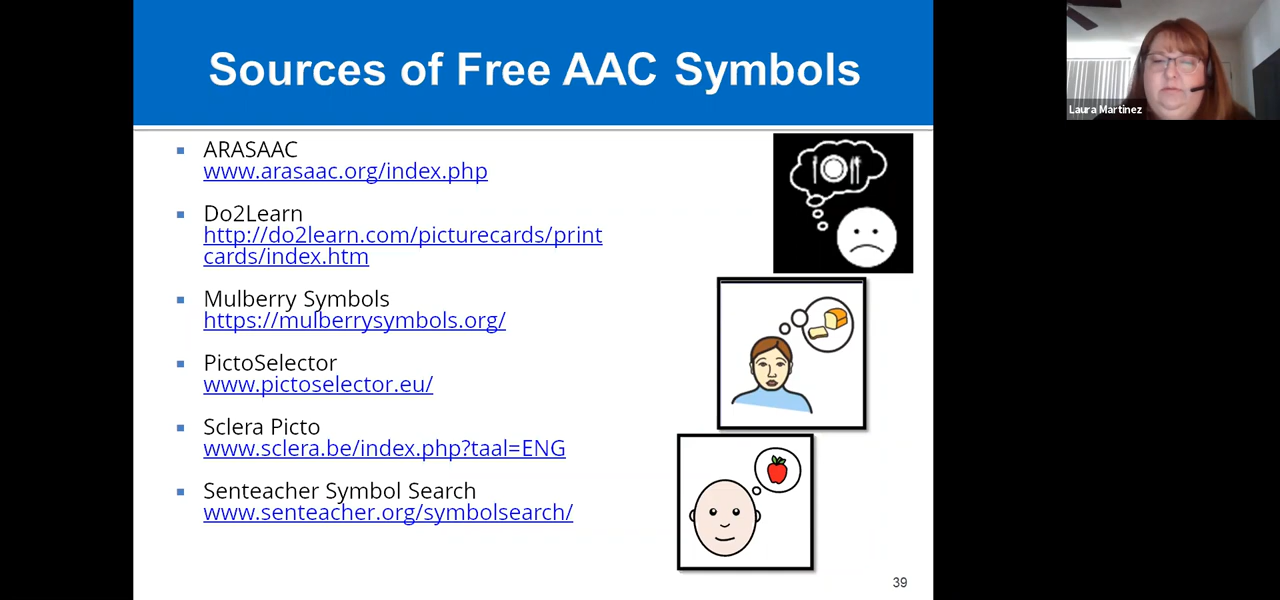 Sources of Free AAC Symbols
Laura Martinez
ARASAAC
www.arasaac.org/index.php
Do2Learn
http://do2learn.com/picturecards/print
cards/index.htm
Mulberry Symbols
https://mulberrysymbols.org/
PictoSelector
www.pictoselector.eu/
Sclera Picto
www.sclera.be/index.php?taal=ENG
Senteacher Symbol Search
www.senteacher.org/symbolsearch/
39